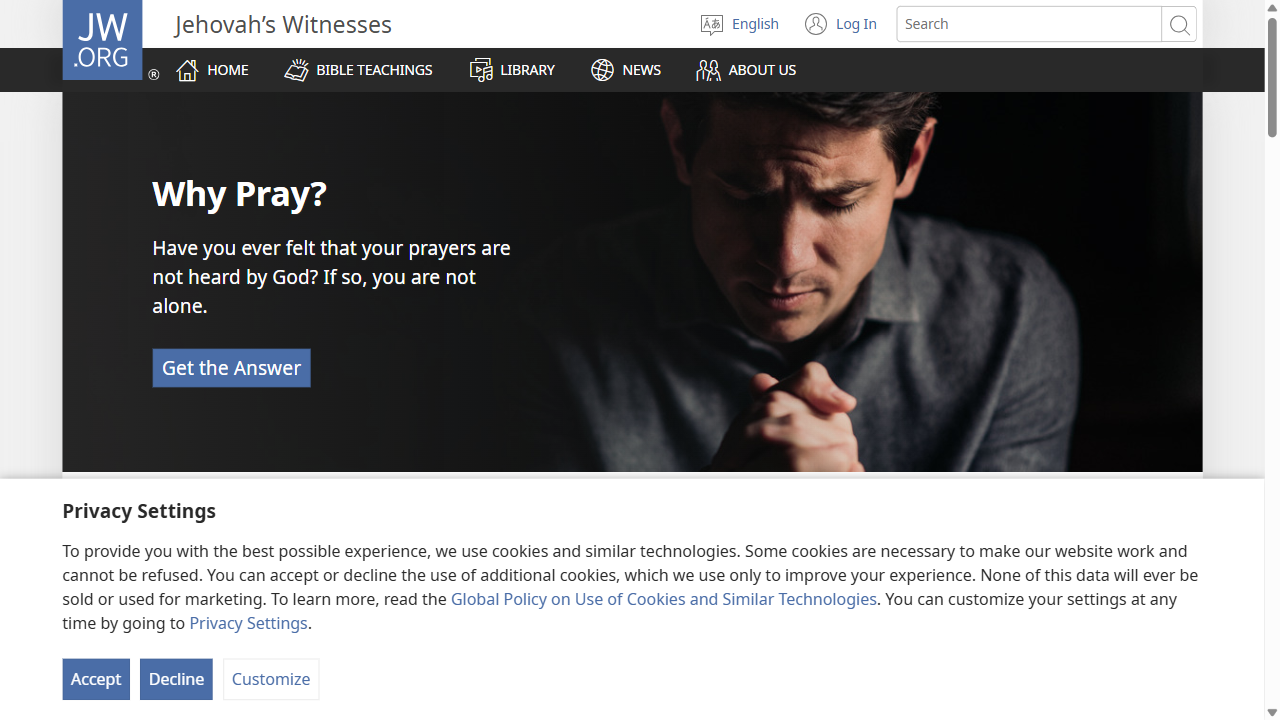 JW
.ORG
®
Jehovah's Witnesses
English
Log In
Search
HOME
BIBLE TEACHINGS
LIBRARY
NEWS
ABOUT US
Why Pray?
Have you ever felt that your prayers are
not heard by God? If so, you are not
alone.
Get the Answer
Privacy Settings
To provide you with the best possible experience, we use cookies and similar technologies. Some cookies are necessary to make our website work and
cannot be refused. You can accept or decline the use of additional cookies, which we use only to improve your experience. None of this data will ever be
sold or used for marketing. To learn more, read the Global Policy on Use of Cookies and Similar Technologies. You can customize your settings at any
time by going to Privacy Settings.
Accept
Decline
Customize